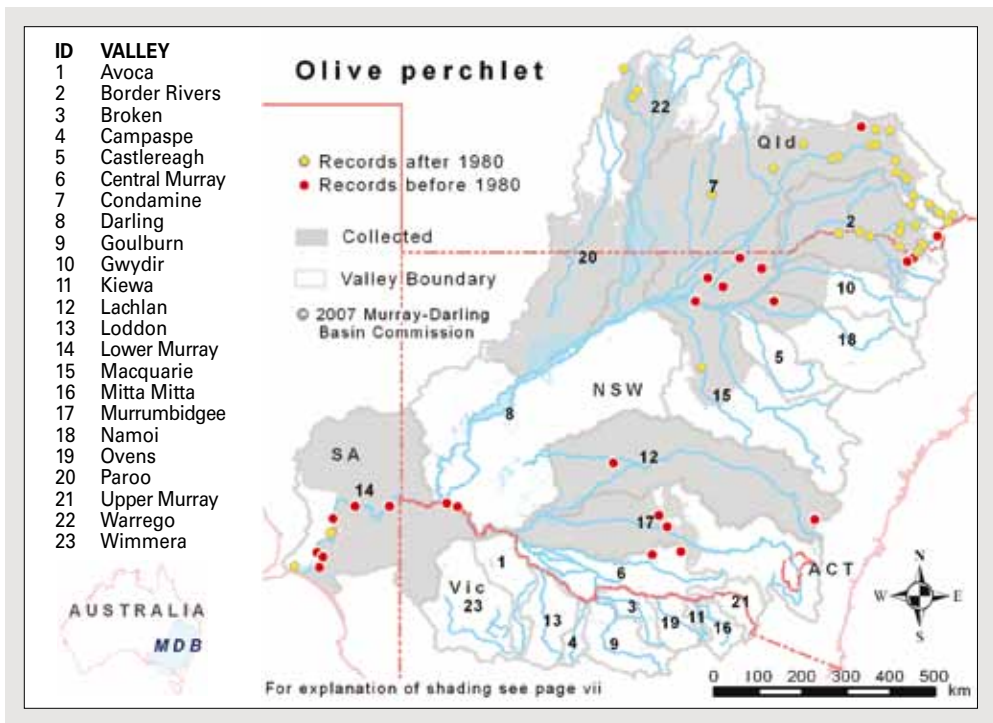 ID VALLEY
1 Avoca
2 Border Rivers
3 Broken
4 Campaspe
5 Castlereagh
6 Central Murray
7 Condamine
8 Darling
9 Goulburn
10 Gwydir
11 Kiewa
12 Lachlan
13 Loddon
14 Lower Murray
15 Macquarie
16 Mitta Mitta
17 Murrumbidgee
18 Namoi
19 Ovens
20 Paroo
21 Upper Murray
22 Warrego
23 Wimmera
AUSTRALIA
MDB
Olive perchlet
Records after 1980
Records before 1980
Collected
Valley Boundary
© 2007 Murray-Darling
Basin Commission
22
Qld
7
2
20
10
18
5
NSW
15
8
SA
12
14
17
ACT
1
6
Vic
23
21
3
13
19
11
16
4
9
N
W E
S
For explanation of shading see page vii
0 100 200 300 400 500
km